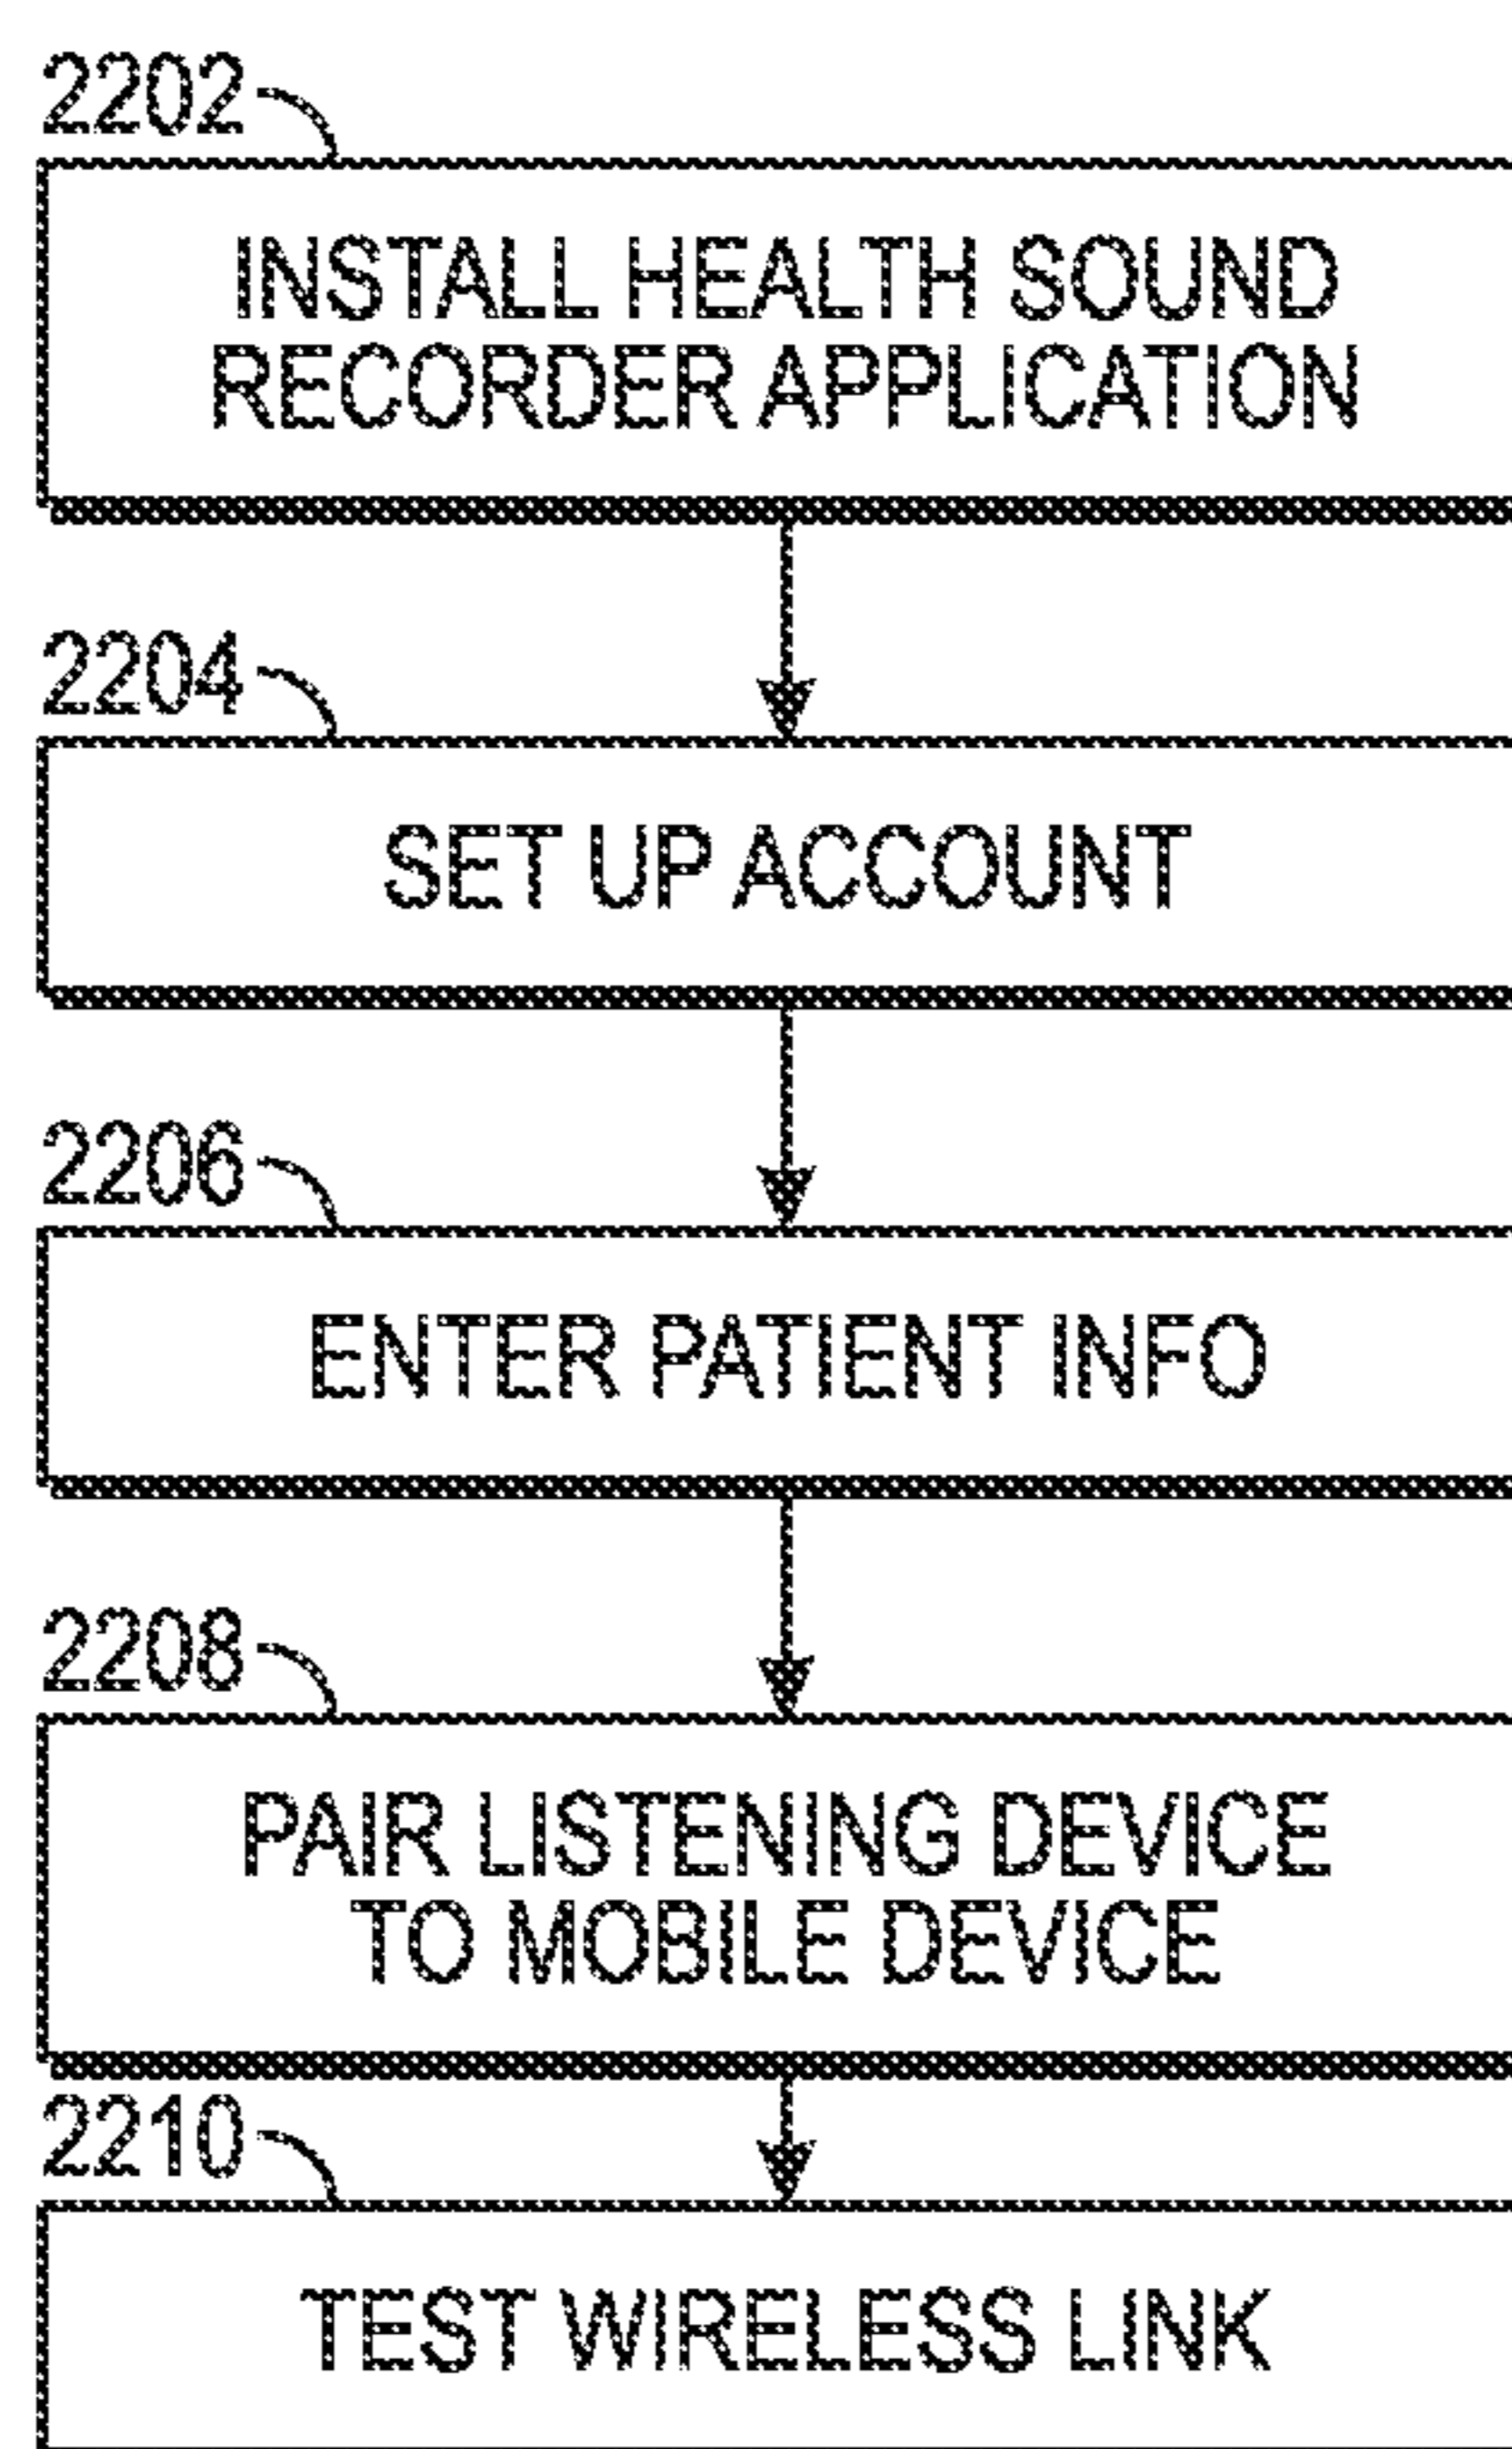 2202
INSTALL HEALTH SOUND
RECORDER APPLICATION
2204
SET UP ACCOUNT
2206
ENTER PATIENT INFO
2208
PAIR LISTENING DEVICE
TO MOBILE DEVICE
2210
TEST WIRELESS LINK